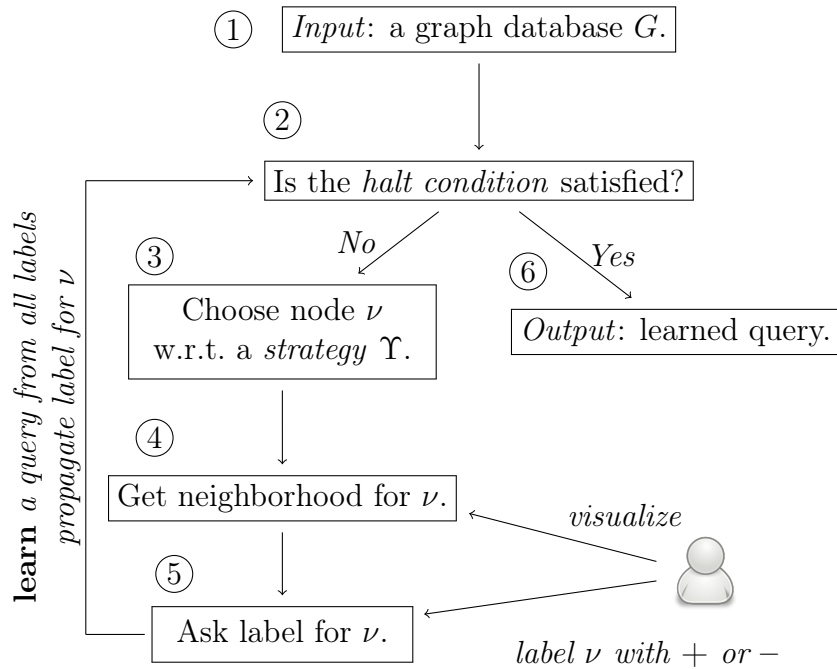 ① Input: a graph database G.
② 
Is the halt condition satisfied?
No
Yes
③
⑥
Choose node ν
w.r.t. a strategy Υ.
Output: learned query.
④
Get neighborhood for ν.
visualize
⑤
Ask label for ν.
label ν with + or −
learn a query from all labels
propagate label for ν